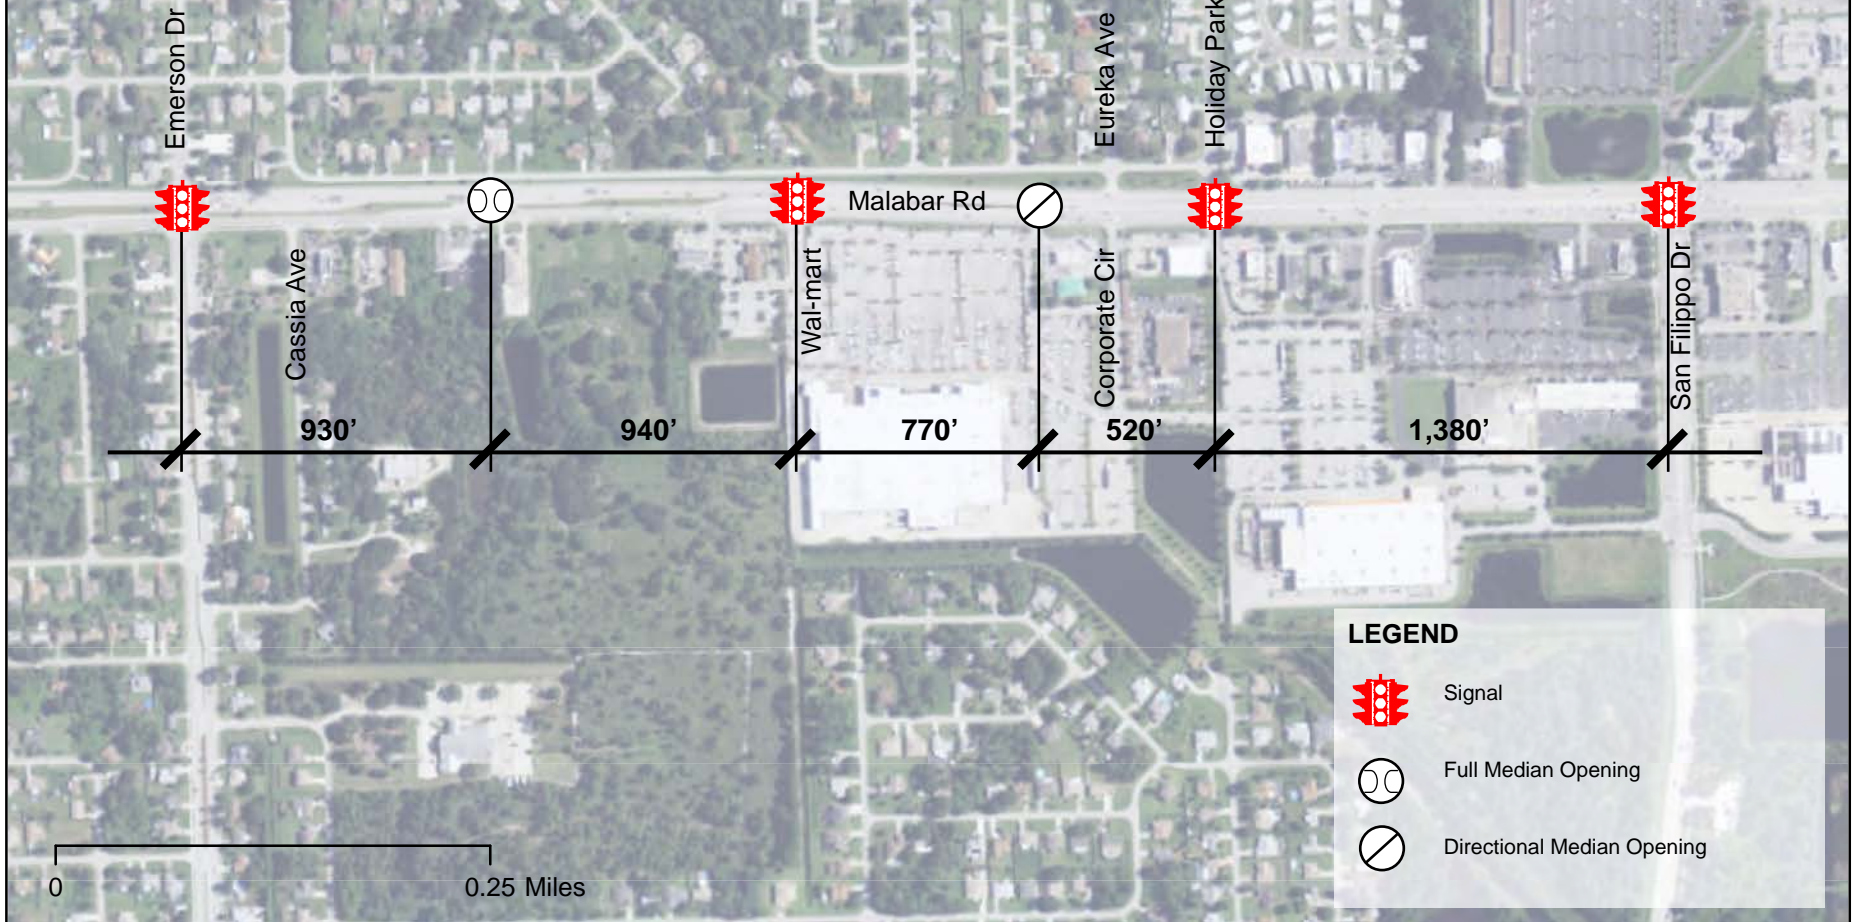 Emerson Dr
Eureka Ave
Holiday Park
Malabar Rd
Cassia Ave
Wal-mart
Corporate Cir
San Filippo Dr
930’
940’
770’
520’
1,380’
LEGEND
Signal
Full Median Opening
Directional Median Opening
0
0.25 Miles